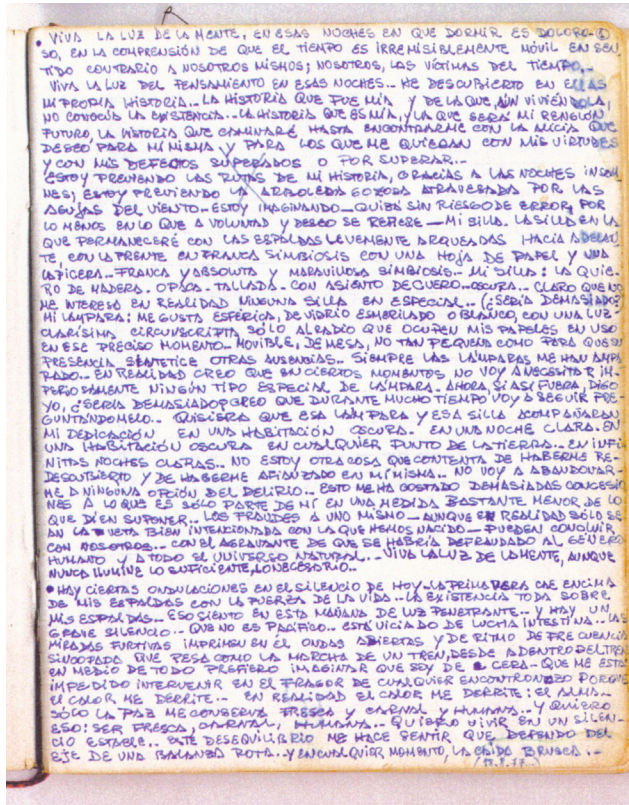 • VIVA LA LUZ DE LA MENTE, EN ESAS NOCHES EN QUE DORMIR ES DOLORO-
SO, EN LA COMPRENSIÓN DE QUE EL TIEMPO ES IRREMISIBLEMENTE MÓVIL EN SEN
TIDO CONTRARIO A NOSOTROS MISMOS; NOSOTROS, LAS VÍCTIMAS DEL TIEMPO...
VIVA LA LUZ DEL PENSAMIENTO EN ESAS NOCHES... HE DESCUBIERTO EN ELLAS
MI PROPIA HISTORIA... LA HISTORIA QUE FUE MÍA Y DE LA QUE, AÚN VIVIÉNDOLA,
NO CONOCÍA LA EXISTENCIA... LA HISTORIA QUE ES MÍA, Y LA QUE SERÁ MI RENGLÓN
FUTURO, LA HISTORIA QUE CAMINARÉ HASTA ENCONTRARME CON LA ALICIA QUE
DESEO PARA MÍ MISMA Y PARA LOS QUE ME QUIERAN CON MIS VIRTUDES
Y CON MIS DEFECTOS SUPERADOS O POR SUPERAR...
ESTOY PREVIENDO LAS RUTAS DE MI HISTORIA, GRACIAS A LAS NOCHES INSOM
NES; ESTOY PREVIENDO LA ARBOLEDA GOZOSA ATRAVESADA POR LAS
AGUJAS DEL VIENTO - ESTOY IMAGINANDO - QUIZÁ SIN RIESGO DE ERROR, POR
LO MENOS EN LO QUE A VOLUNTAD Y DESEO SE REFIERE - MI SILLA. LA SILLA EN LA
QUE PERMANECERÉ CON LAS ESPALDAS LEVEMENTE ARQUEADAS HACIA ADELAN
TE, CON LA FRENTE EN FRANCA SIMBIOSIS CON UNA HOJA DE PAPEL Y UNA
LAPICERA... FRANCA Y ABSOLUTA Y MARAVILLOSA SIMBIOSIS... MI SILLA: LA QUIE-
RO DE MADERA. OPACA. TALLADA. CON ASIENTO DE CUERO... OSCURA... CLARO QUE NO
ME INTERESA EN REALIDAD NINGUNA SILLA EN ESPECIAL... (¿SERÍA DEMASIADO?
MI LÁMPARA: ME GUSTA ESFÉRICA, DE VIDRIO ESMERILADO O BLANCO, CON UNA LUZ
CLARÍSIMA CIRCUNSCRIPTA SÓLO AL RADIO QUE OCUPEN MIS PAPELES EN USO
EN ESE PRECISO MOMENTO... MOVIBLE, DE MESA, NO TAN PEQUEÑA COMO PARA QUE SU
PRESENCIA SINTETICE OTRAS AUSENCIAS... SIEMPRE LAS LÁMPARAS ME HAN AMPA
RADO... EN REALIDAD CREO QUE EN CIERTOS MOMENTOS NO VOY A NECESITAR IM-
PERIOSAMENTE NINGÚN TIPO ESPECIAL DE LÁMPARA. AHORA, SI ASÍ FUERA, DIGO
YO, ¿SERÍA DEMASIADO? CREO QUE DURANTE MUCHO TIEMPO VOY A SEGUIR PRE-
GUNTÁNDOMELO... QUISIERA QUE ESA LÁMPARA Y ESA SILLA ACOMPAÑARAN
MI DEDICACIÓN EN UNA HABITACIÓN OSCURA. EN UNA NOCHE CLARA. EN
UNA HABITACIÓN OSCURA EN CUALQUIER PUNTO DE LA TIERRA... EN INFI
NITAS NOCHES CLARAS... NO ESTOY OTRA COSA QUE CONTENTA DE HABERME RE-
DESCUBIERTO Y DE HABERME AFIANZADO EN MÍ MISMA... NO VOY A ABANDONAR-
ME A NINGUNA OPCIÓN DEL DELIRIO... ESTO ME HA COSTADO DEMASIADAS CONCESIO
NES A LO QUE ES SÓLO PARTE DE MÍ EN UNA MEDIDA BASTANTE MENOR DE LO
QUE DÍ EN SUPONER... LOS FRAUDES A UNO MISMO - AUNQUE EN REALIDAD SÓLO SE
AN LA VUETA BIEN INTENCIONADA CON LA QUE HEMOS NACIDO - PUEDEN CONCLUIR
CON NOSOTROS... CON EL AGRAVANTE DE QUE SE HABRÍA DEFRAUDADO AL GÉNERO
HUMANO Y A TODO EL UNIVERSO NATURAL... VIVA LA LUZ DE LA MENTE, AUNQUE
NUNCA ILUMINE LO SUFICIENTE, LO NECESARIO...
• HAY CIERTAS ONDULACIONES EN EL SILENCIO DE HOY - LA PRIMAVERA CAE ENCIMA
DE MIS ESPALDAS CON LA FUERZA DE LA VIDA... LA EXISTENCIA TODA SOBRE
MIS ESPALDAS... ESO SIENTO EN ESTA MAÑANA DE LUZ PENETRANTE... Y HAY UN
GRAVE SILENCIO... QUE NO ES PACÍFICO... ESTÁ VICIADO DE LUCHA INTESTINA... LAS
MIRADAS FURTIVAS IMPRIMEN EN ÉL ONDAS ABIERTAS Y DE RITMO DE FRECUENCIA
SINCOPADA QUE PESA COMO LA MARCHA DE UN TREN, DESDE ADENTRO DEL TREN
EN MEDIO DE TODO PREFIERO IMAGINAR QUE SOY DE CERA - QUE ME ESTÁ
IMPEDIDO INTERVENIR EN EL FRAGOR DE CUALQUIER ENCONTRONAZO PORQUE
EL CALOR ME DERRITE... EN REALIDAD EL CALOR ME DERRITE: EL ALMA...
SÓLO LA PAZ ME CONSERVA FRESCA Y CARNAL Y HUMANA... Y QUIERO
ESO: SER FRESCA, CARNAL, HUMANA... QUIERO VIVIR EN UN SILEN-
CIO ESTABLE... ESTE DESEQUILIBRIO ME HACE SENTIR QUE DEPENDO DEL
EJE DE UNA BALANZA ROTA... Y EN CUALQUIER MOMENTO, LA CAÍDA BRUSCA...